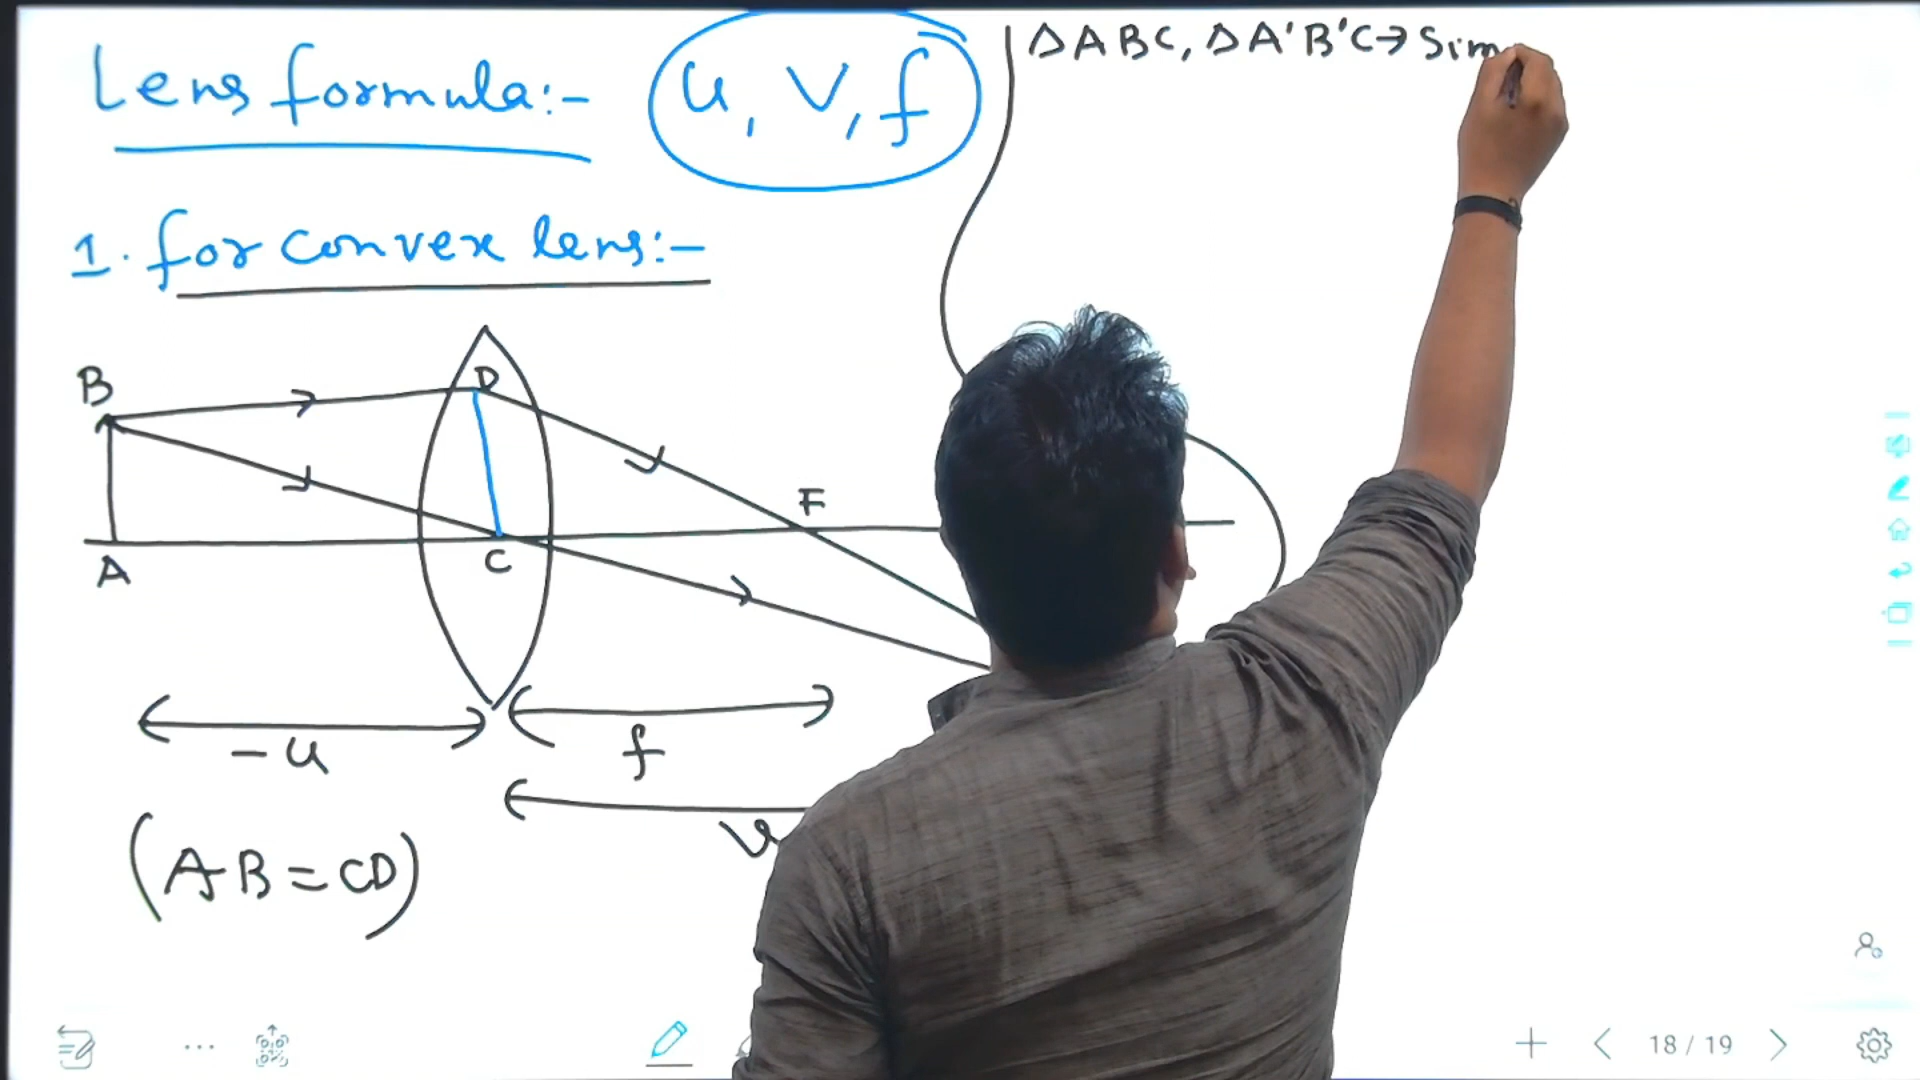 Lens formula:-
u, v, f
ΔABC, ΔA'B'C→Sim
1. for convex lens:-
B
D
F
A
C
-u
f
v
(AB=CD)
18 / 19